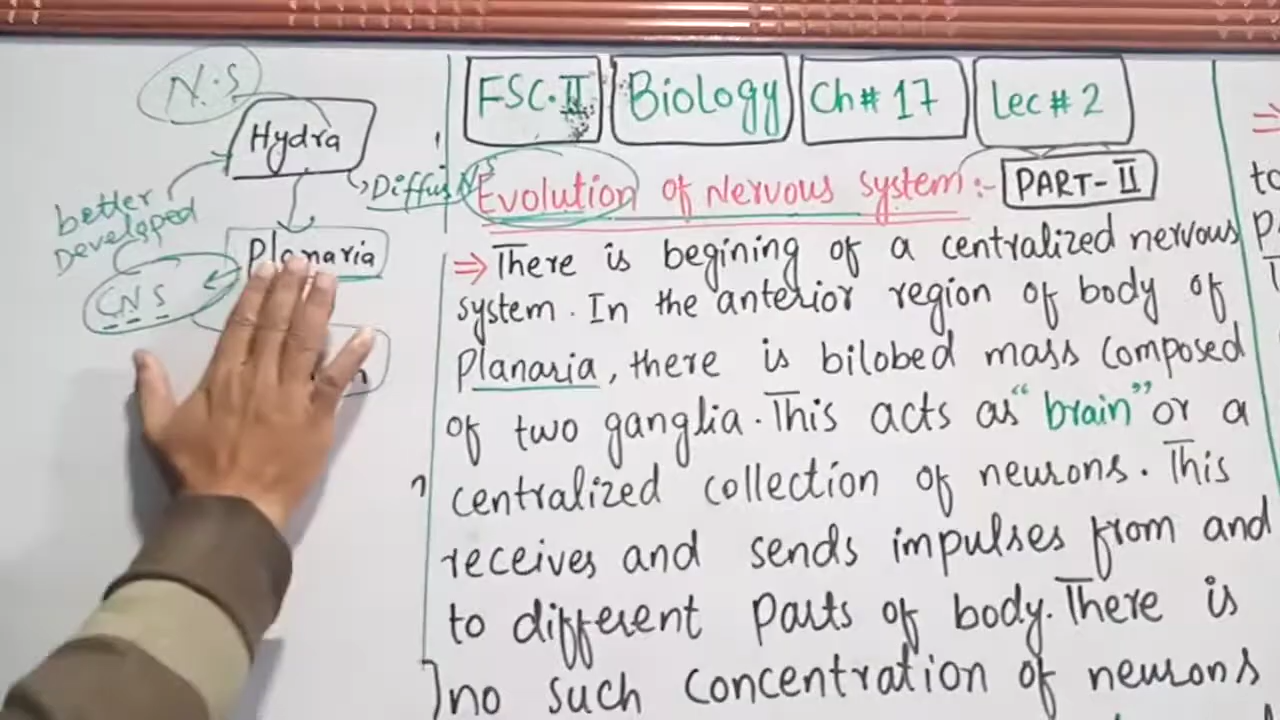 N.S
Hydra
Diffus NS
better
Developed
Planaria
CNS
FSC.II
Biology
Ch# 17
Lec # 2
Evolution of Nervous system:-
PART-II
⇒ There is begining of a centralized nervous
system. In the anterior region of body of
Planaria, there is bilobed mass composed
of two ganglia. This acts as "brain" or a
centralized collection of neurons. This
receives and sends impulses from and
to different parts of body. There is
no such concentration of neurons
⇒
to